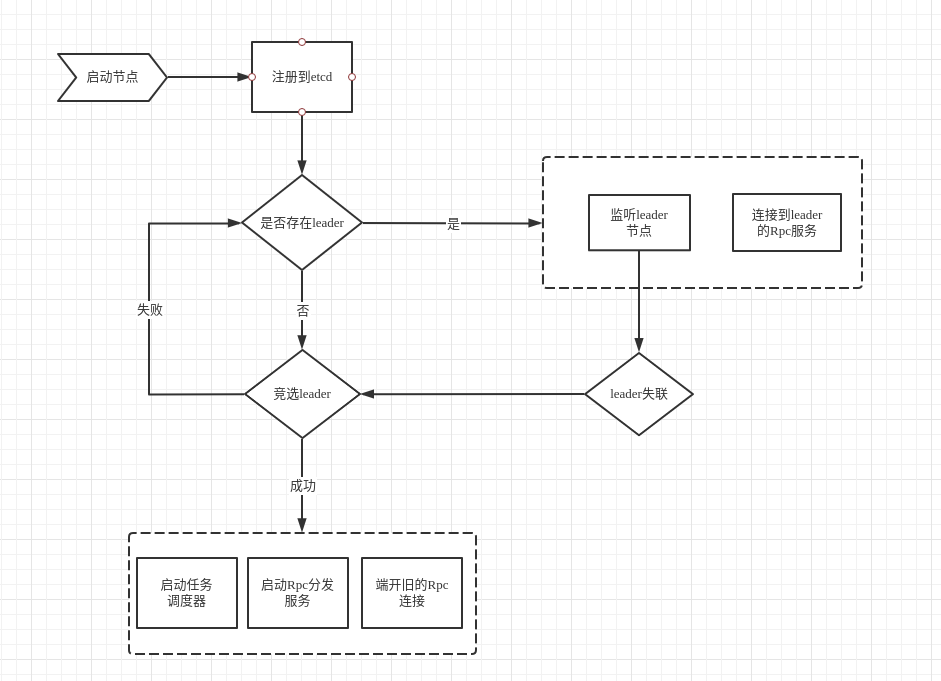 启动节点
注册到etcd
是否存在leader
是
监听leader
节点
连接到leader
的Rpc服务
失败
否
竞选leader
leader失联
成功
启动任务
调度器
启动Rpc分发
服务
端开旧的Rpc
连接